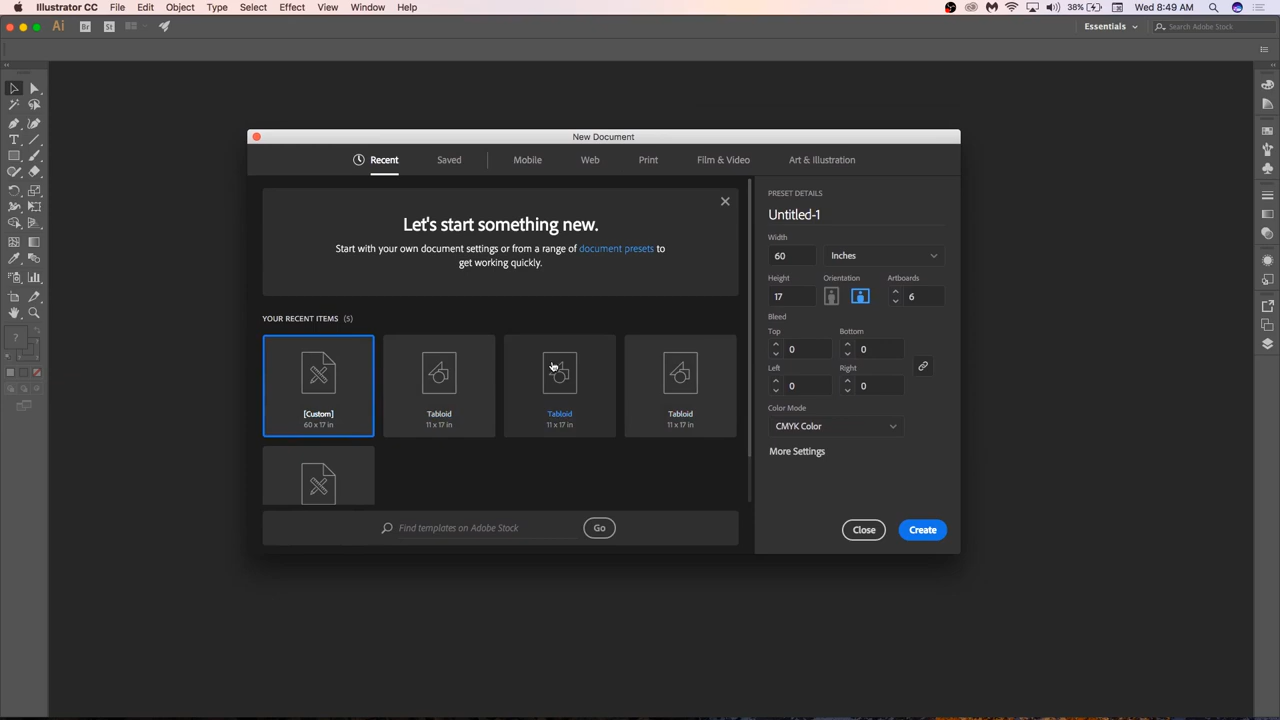 Illustrator CC File Edit Object Type Select Effect View Window Help 38% Wed 8:49 AM
Ai Br St Essentials Search Adobe Stock
New Document
Recent Saved Mobile Web Print Film & Video Art & Illustration
Let's start something new.
Start with your own document settings or from a range of document presets to
get working quickly.
YOUR RECENT ITEMS (5)
[Custom]
60 x 17 in
Tabloid
11 x 17 in
Tabloid
11 x 17 in
Tabloid
11 x 17 in
Find templates on Adobe Stock Go
PRESET DETAILS
Untitled-1
Width
60 Inches
Height Orientation Artboards
17 6
Bleed
Top Bottom
0 0
Left Right
0 0
Color Mode
CMYK Color
More Settings
Close Create
T
?